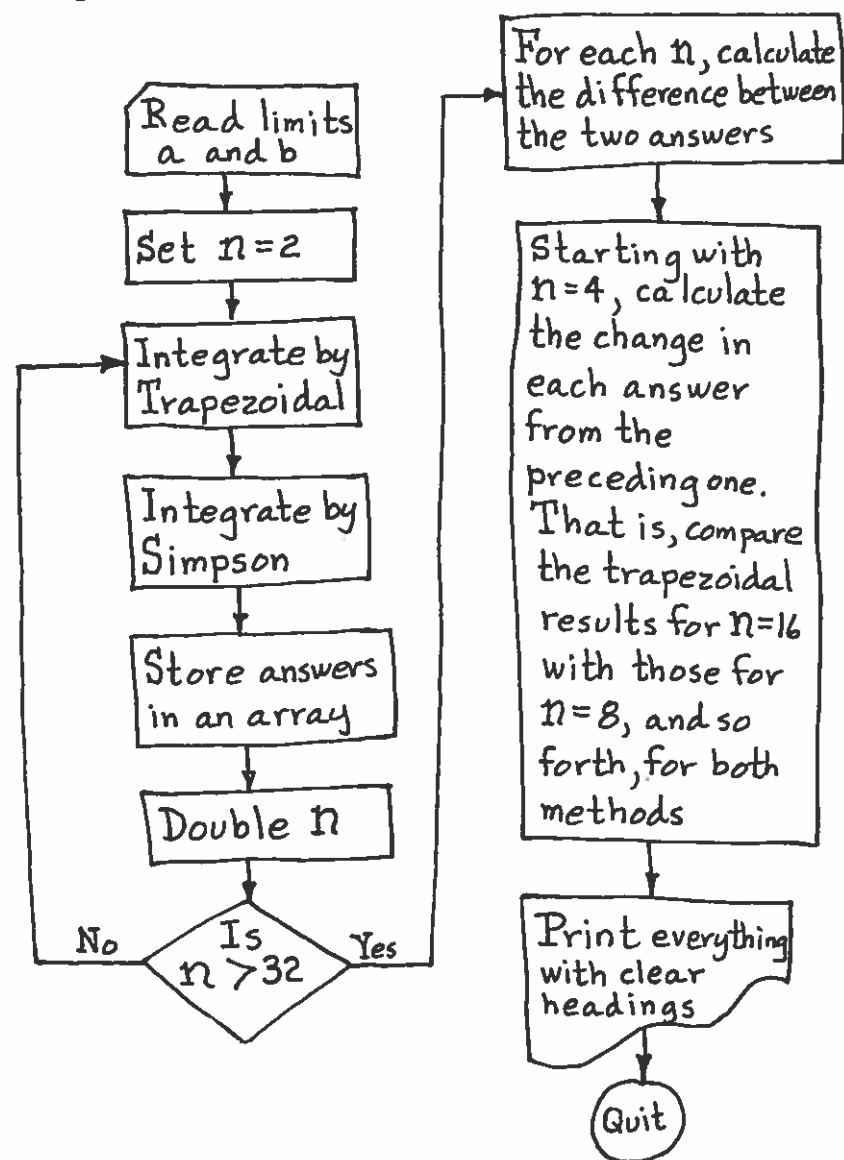 Read limits
a and b
Set n=2
Integrate by
Trapezoidal
Integrate by
Simpson
Store answers
in an array
Double n
Is
n >32
No
Yes
For each n, calculate
the difference between
the two answers
Starting with
n=4, calculate
the change in
each answer
from the
preceding one.
That is, compare
the trapezoidal
results for n=16
with those for
n=8, and so
forth, for both
methods
Print everything
with clear
headings
Quit